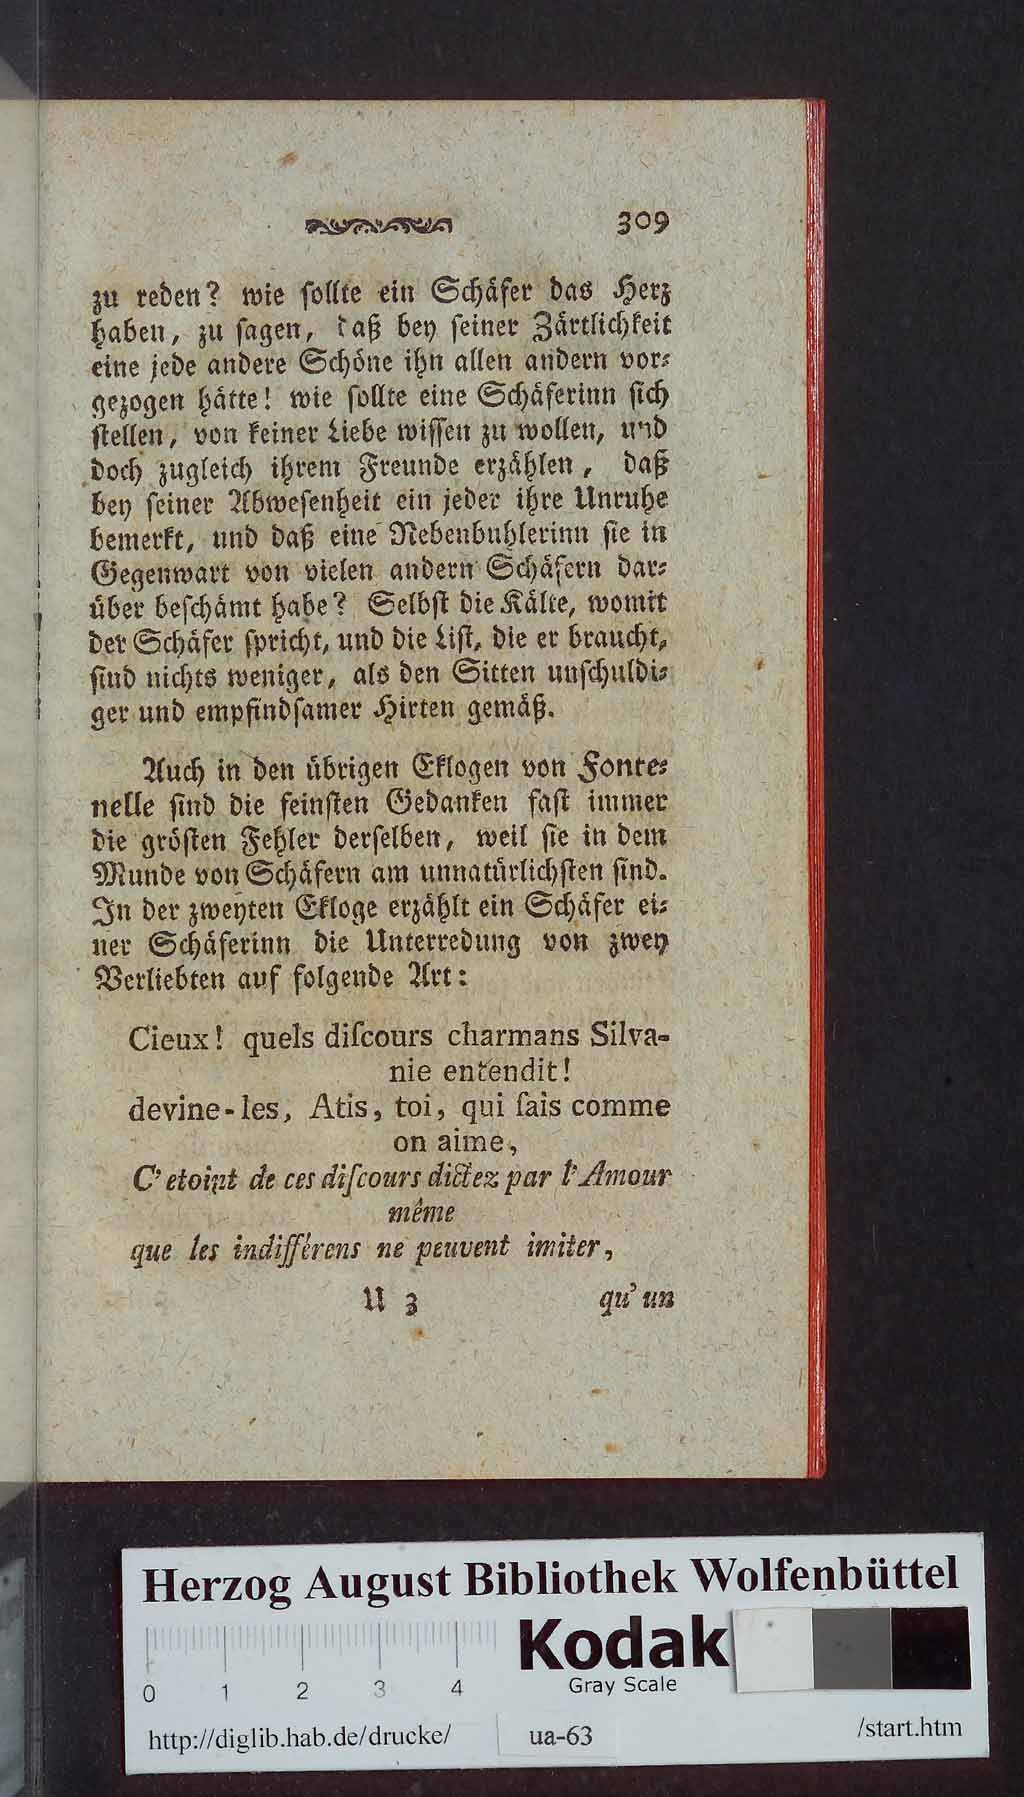 309
zu reden? wie ſollte ein Schäfer das Herz
haben, zu ſagen, daß bey ſeiner Zärtlichkeit
eine jede andere Schöne ihn allen andern vor⸗
gezogen hätte! wie ſollte eine Schäferinn ſich
ſtellen, von keiner Liebe wiſſen zu wollen, und
doch zugleich ihrem Freunde erzählen, daß
bey ſeiner Abweſenheit ein jeder ihre Unruhe
bemerkt, und daß eine Nebenbuhlerinn ſie in
Gegenwart von vielen andern Schäfern dar⸗
über beſchämt habe? Selbſt die Kälte, womit
der Schäfer ſpricht, und die Liſt, die er braucht,
ſind nichts weniger, als den Sitten unſchuldi⸗
ger und empfindſamer Hirten gemäß.
Auch in den übrigen Eklogen von Fonte⸗
nelle ſind die feinſten Gedanken faſt immer
die gröſten Fehler derſelben, weil ſie in dem
Munde von Schäfern am unnatürlichſten ſind.
In der zweyten Ekloge erzählt ein Schäfer ei⸗
ner Schäferinn die Unterredung von zwey
Verliebten auf folgende Art:
Cieux! quels diſcours charmans Silva-
nie entendit!
devine-les, Atis, toi, qui ſais comme
on aime,
C'etoint de ces diſcours dictez par l'Amour
même
que les indifférens ne peuvent imiter,
U 3
qu'un
Herzog August Bibliothek Wolfenbüttel
Kodak
Gray Scale
0 1 2 3 4
http://diglib.hab.de/drucke/ ua-63 /start.htm